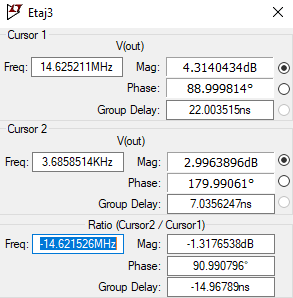 Etaj3
Cursor 1
V(out)
Freq: 14.625211MHz Mag: 4.3140434dB
Phase: 88.999814°
Group Delay: 22.003515ns
Cursor 2
V(out)
Freq: 3.6858514KHz Mag: 2.9963896dB
Phase: 179.99061°
Group Delay: 7.0356247ns
Ratio (Cursor2 / Cursor1)
Freq: -14.621526MHz Mag: -1.3176538dB
Phase: 90.990796°
Group Delay: -14.96789ns